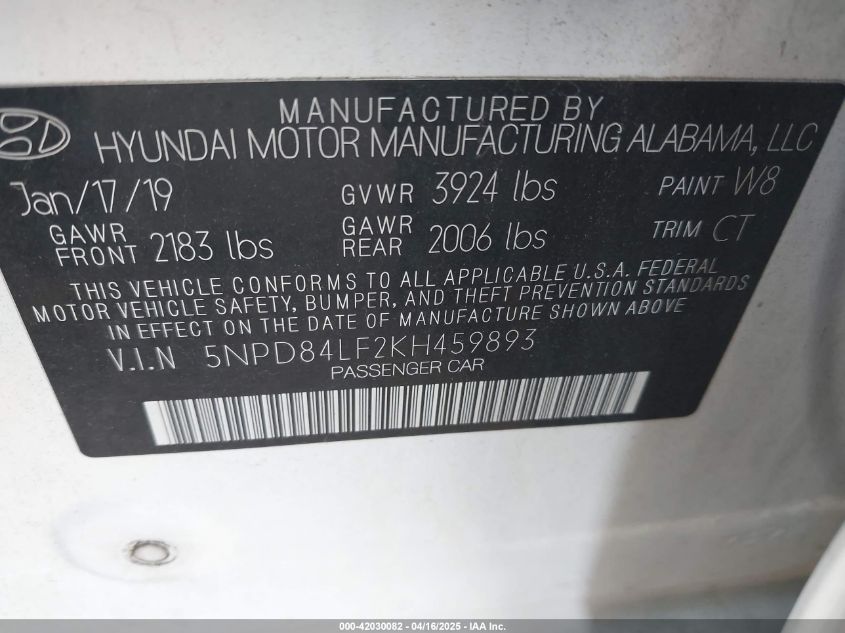 MANUFACTURED BY
HYUNDAI MOTOR MANUFACTURING ALABAMA, LLC
Jan/17/19 GVWR 3924 lbs PAINT W8
GAWR FRONT 2183 lbs GAWR REAR 2006 lbs TRIM CT
THIS VEHICLE CONFORMS TO ALL APPLICABLE U.S.A. FEDERAL
MOTOR VEHICLE SAFETY, BUMPER, AND THEFT PREVENTION STANDARDS
IN EFFECT ON THE DATE OF MANUFACTURE SHOWN ABOVE
V.I.N 5NPD84LF2KH459893
PASSENGER CAR
000-42030082 - 04/16/2025 - IAA Inc.